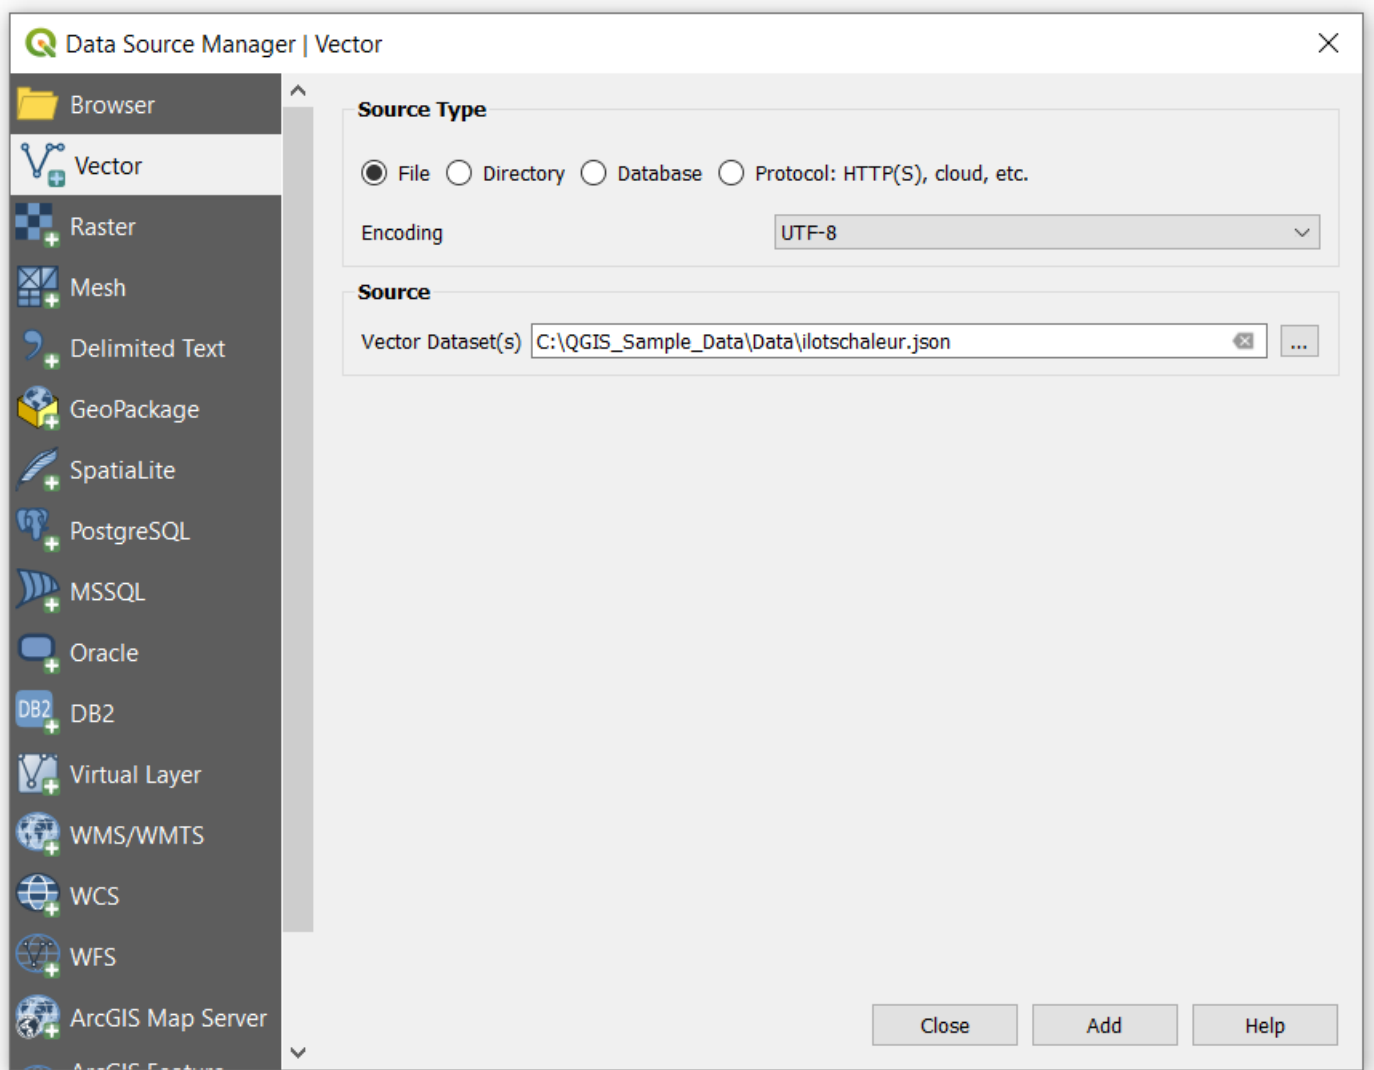 Data Source Manager | Vector
Browser
Vector
Raster
Mesh
Delimited Text
GeoPackage
SpatiaLite
PostgreSQL
MSSQL
Oracle
DB2 DB2
Virtual Layer
WMS/WMTS
WCS
WFS
ArcGIS Map Server
ArcGIS Feature
Source Type
File Directory Database Protocol: HTTP(S), cloud, etc.
Encoding UTF-8
Source
Vector Dataset(s) C:\QGIS_Sample_Data\Data\ilotschaleur.json ...
Close Add Help